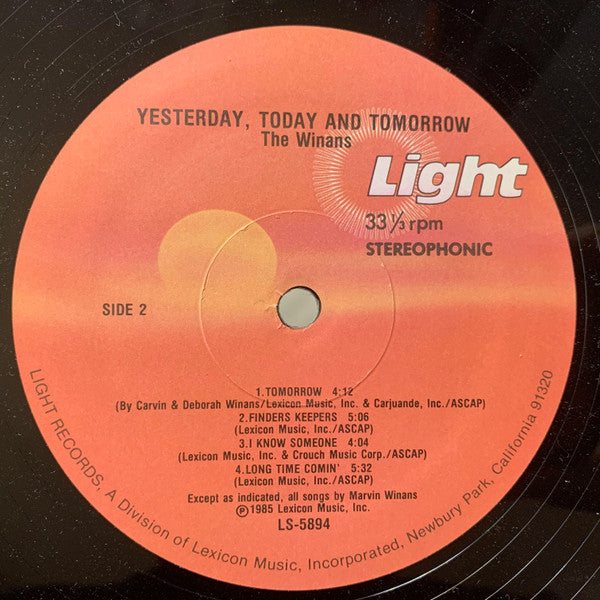 YESTERDAY, TODAY AND TOMORROW
The Winans
Light
33 1/3 rpm
STEREOPHONIC
SIDE 2
1.TOMORROW 4:12
(By Carvin & Deborah Winans/Lexicon Music, Inc. & Carjuande, Inc./ASCAP)
2.FINDERS KEEPERS 5:06
(Lexicon Music, Inc./ASCAP)
3.I KNOW SOMEONE 4:04
(Lexicon Music, Inc. & Crouch Music Corp./ASCAP)
4.LONG TIME COMIN' 5:32
(Lexicon Music, Inc./ASCAP)
Except as indicated, all songs by Marvin Winans
℗1985 Lexicon Music, Inc.
LS-5894
LIGHT RECORDS, A Division of Lexicon Music, Incorporated, Newbury Park, California 91320